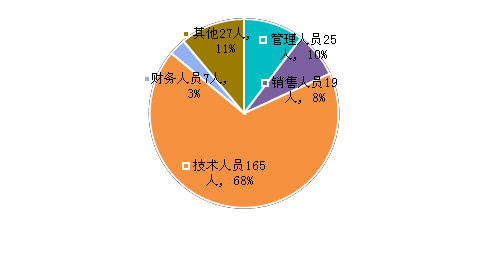 其他27人,
11%
管理人员25
人, 10%
财务人员7人,
3%
销售人员19
人, 8%
技术人员165
人, 68%